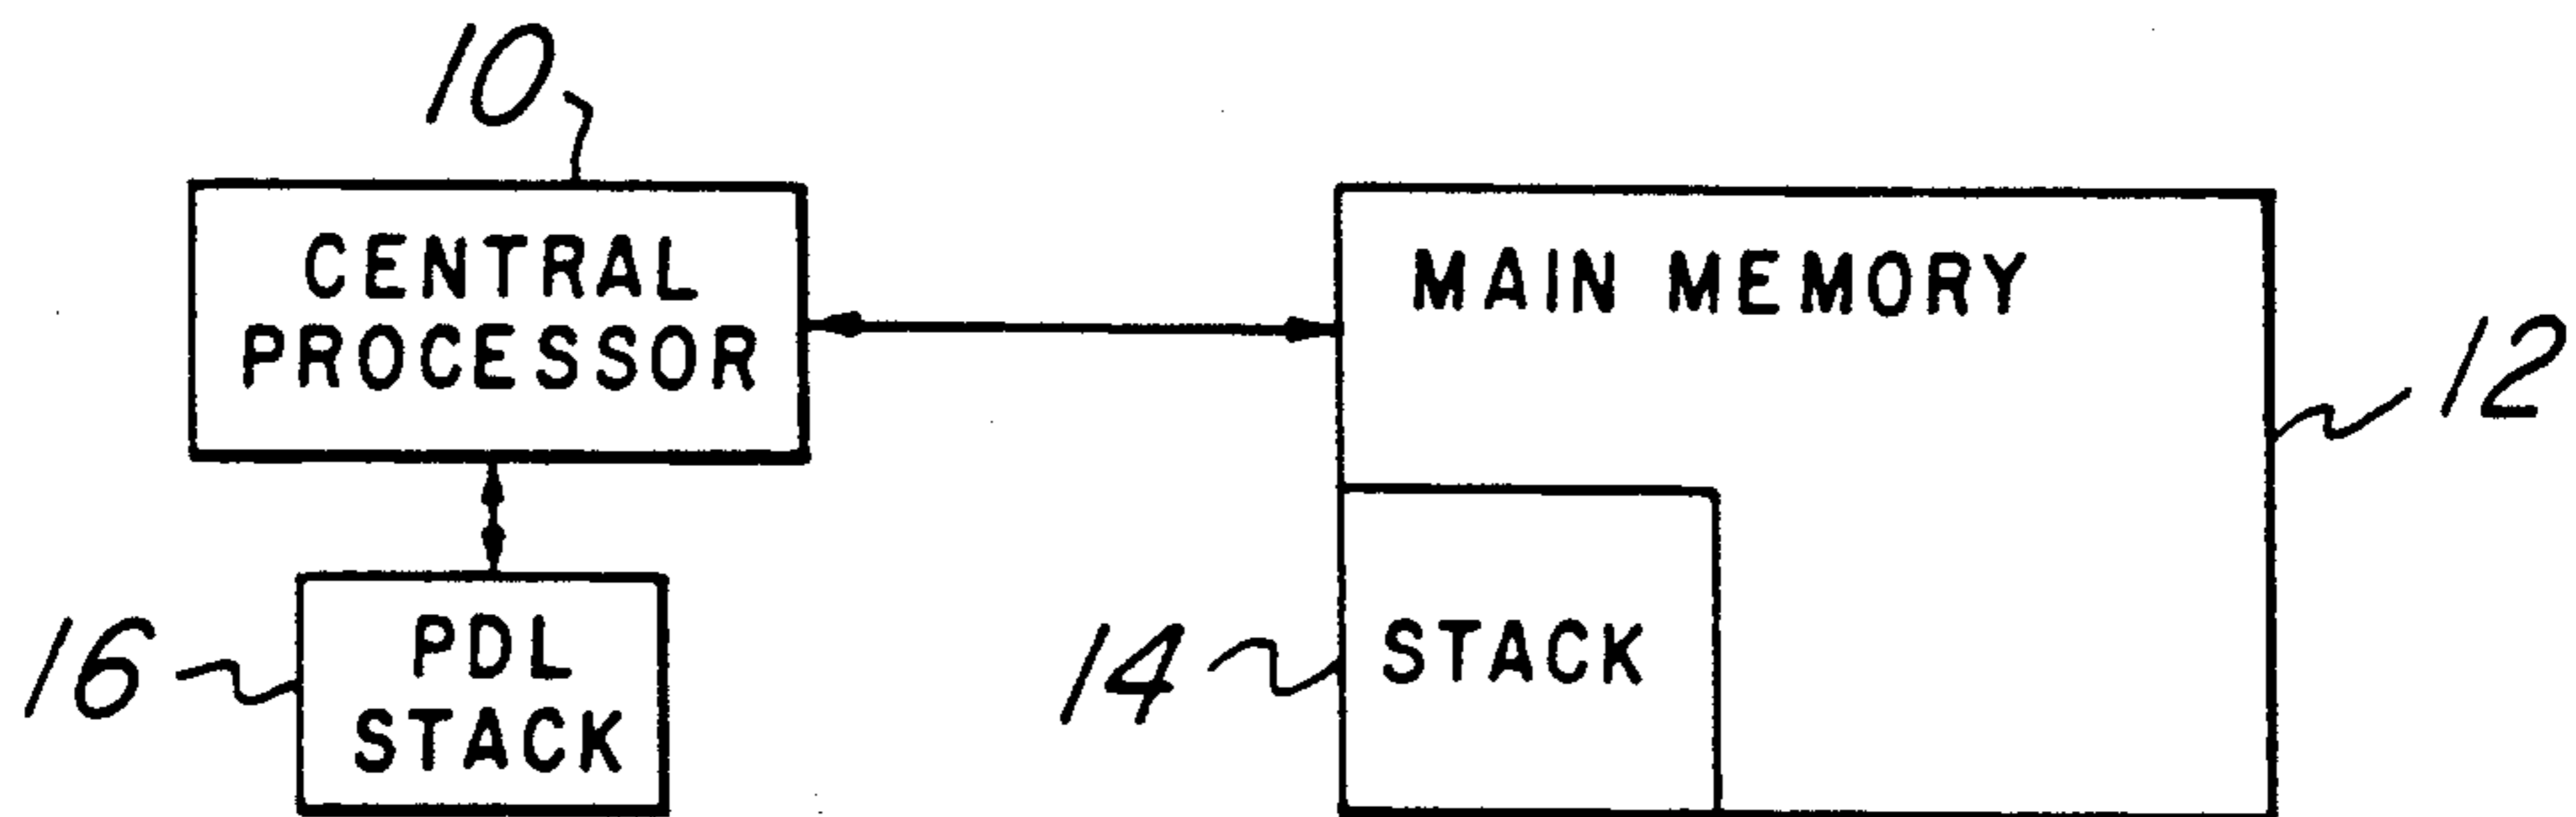 10
CENTRAL
PROCESSOR
MAIN MEMORY
12
16
PDL
STACK
14
STACK